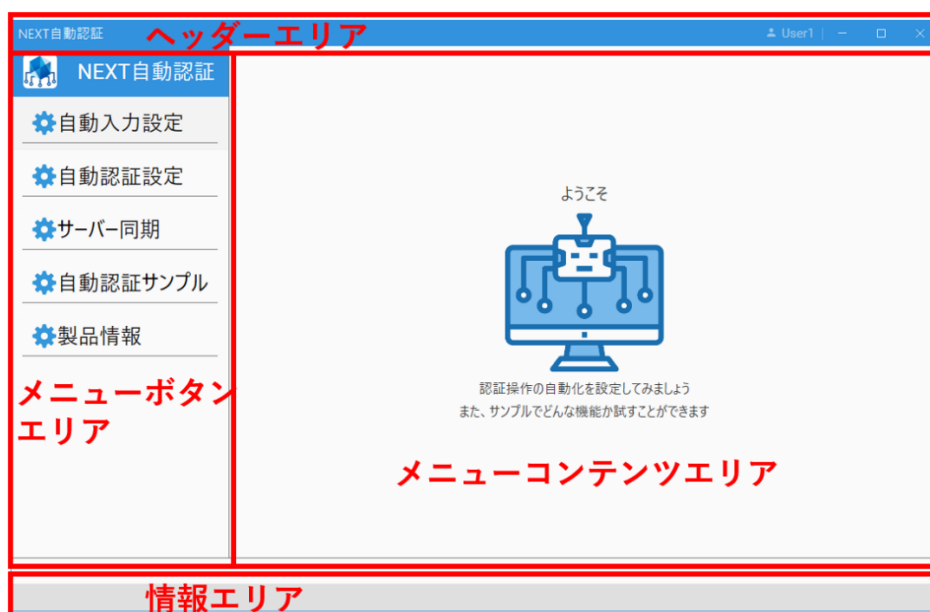 NEXT自動認証
ヘッダーエリア
User1
NEXT自動認証
自動入力設定
自動認証設定
サーバー同期
自動認証サンプル
製品情報
メニューボタン
エリア
ようこそ
認証操作の自動化を設定してみましょう
また、サンプルでどんな機能か試すことができます
メニューコンテンツエリア
情報エリア